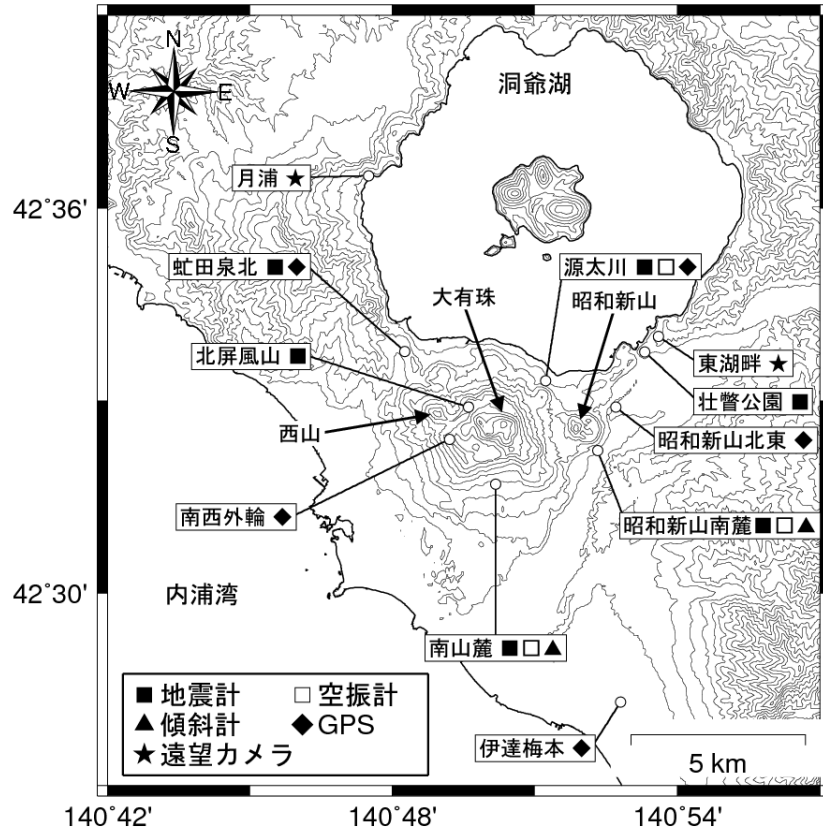 N
W E
S
洞爺湖
月浦 ★
42°36'
虻田泉北 ■◆
源太川 ■□◆
大有珠
昭和新山
北屏風山 ■
東湖畔 ★
壮瞥公園 ■
西山
昭和新山北東 ◆
南西外輪 ◆
昭和新山南麓■□▲
42°30'
内浦湾
南山麓 ■□▲
■ 地震計 □ 空振計
▲ 傾斜計 ◆ GPS
★ 遠望カメラ
伊達梅本 ◆
5 km
140°42' 140°48' 140°54'